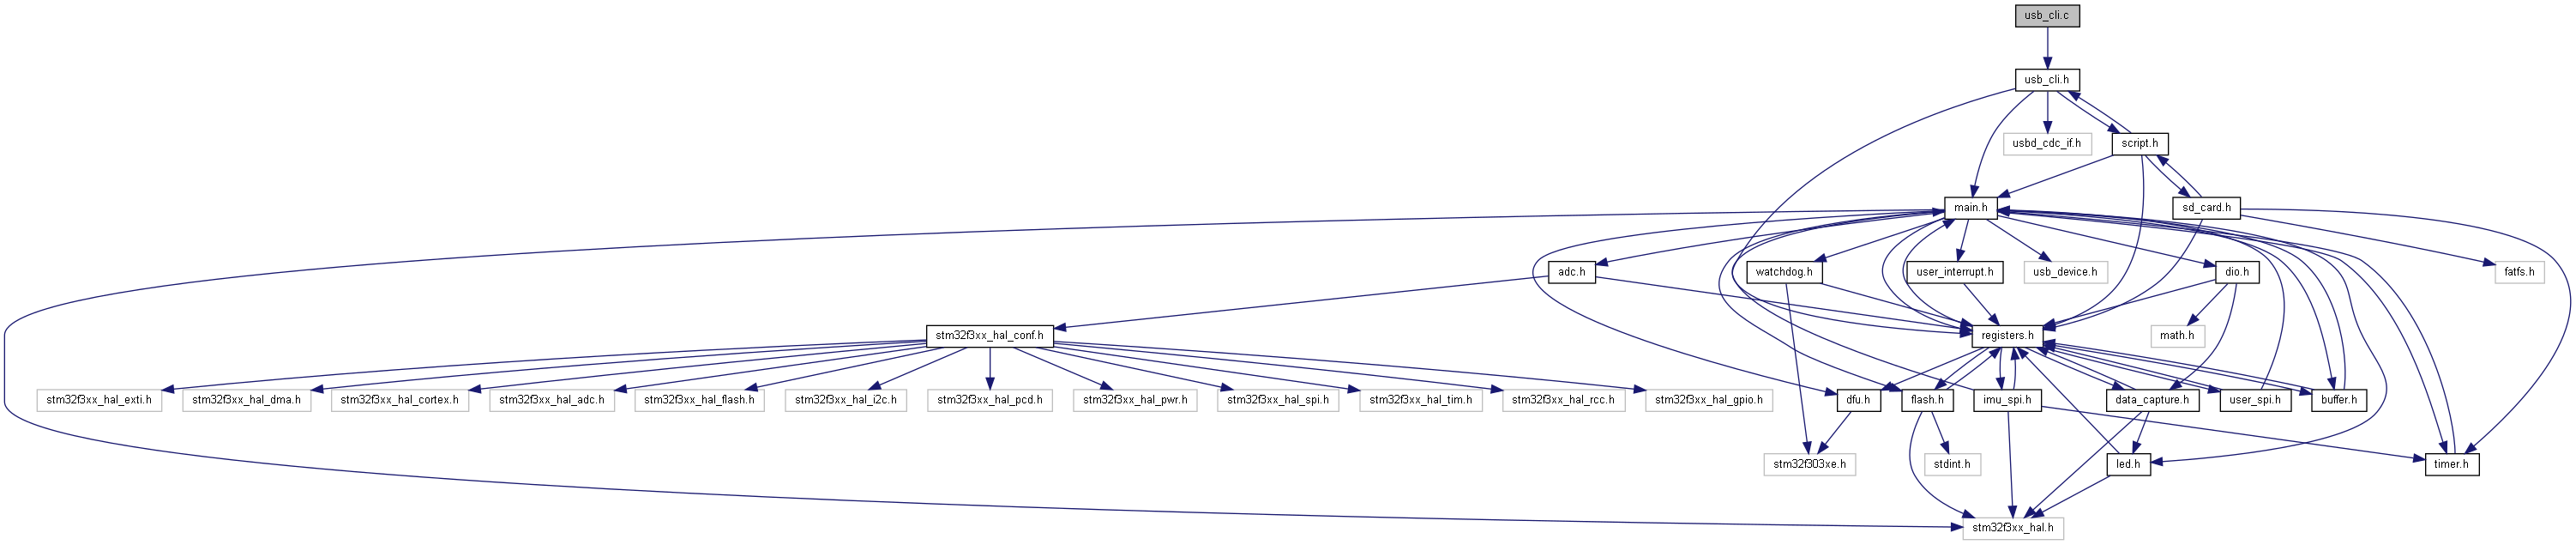 usb_cli.c
usb_cli.h
usbd_cdc_if.h
script.h
main.h
sd_card.h
adc.h
watchdog.h
user_interrupt.h
usb_device.h
dio.h
fatfs.h
stm32f3xx_hal_conf.h
registers.h
math.h
stm32f3xx_hal_exti.h
stm32f3xx_hal_dma.h
stm32f3xx_hal_cortex.h
stm32f3xx_hal_adc.h
stm32f3xx_hal_flash.h
stm32f3xx_hal_i2c.h
stm32f3xx_hal_pcd.h
stm32f3xx_hal_pwr.h
stm32f3xx_hal_spi.h
stm32f3xx_hal_tim.h
stm32f3xx_hal_rcc.h
stm32f3xx_hal_gpio.h
dfu.h
flash.h
imu_spi.h
data_capture.h
user_spi.h
buffer.h
stm32f303xe.h
stdint.h
led.h
timer.h
stm32f3xx_hal.h